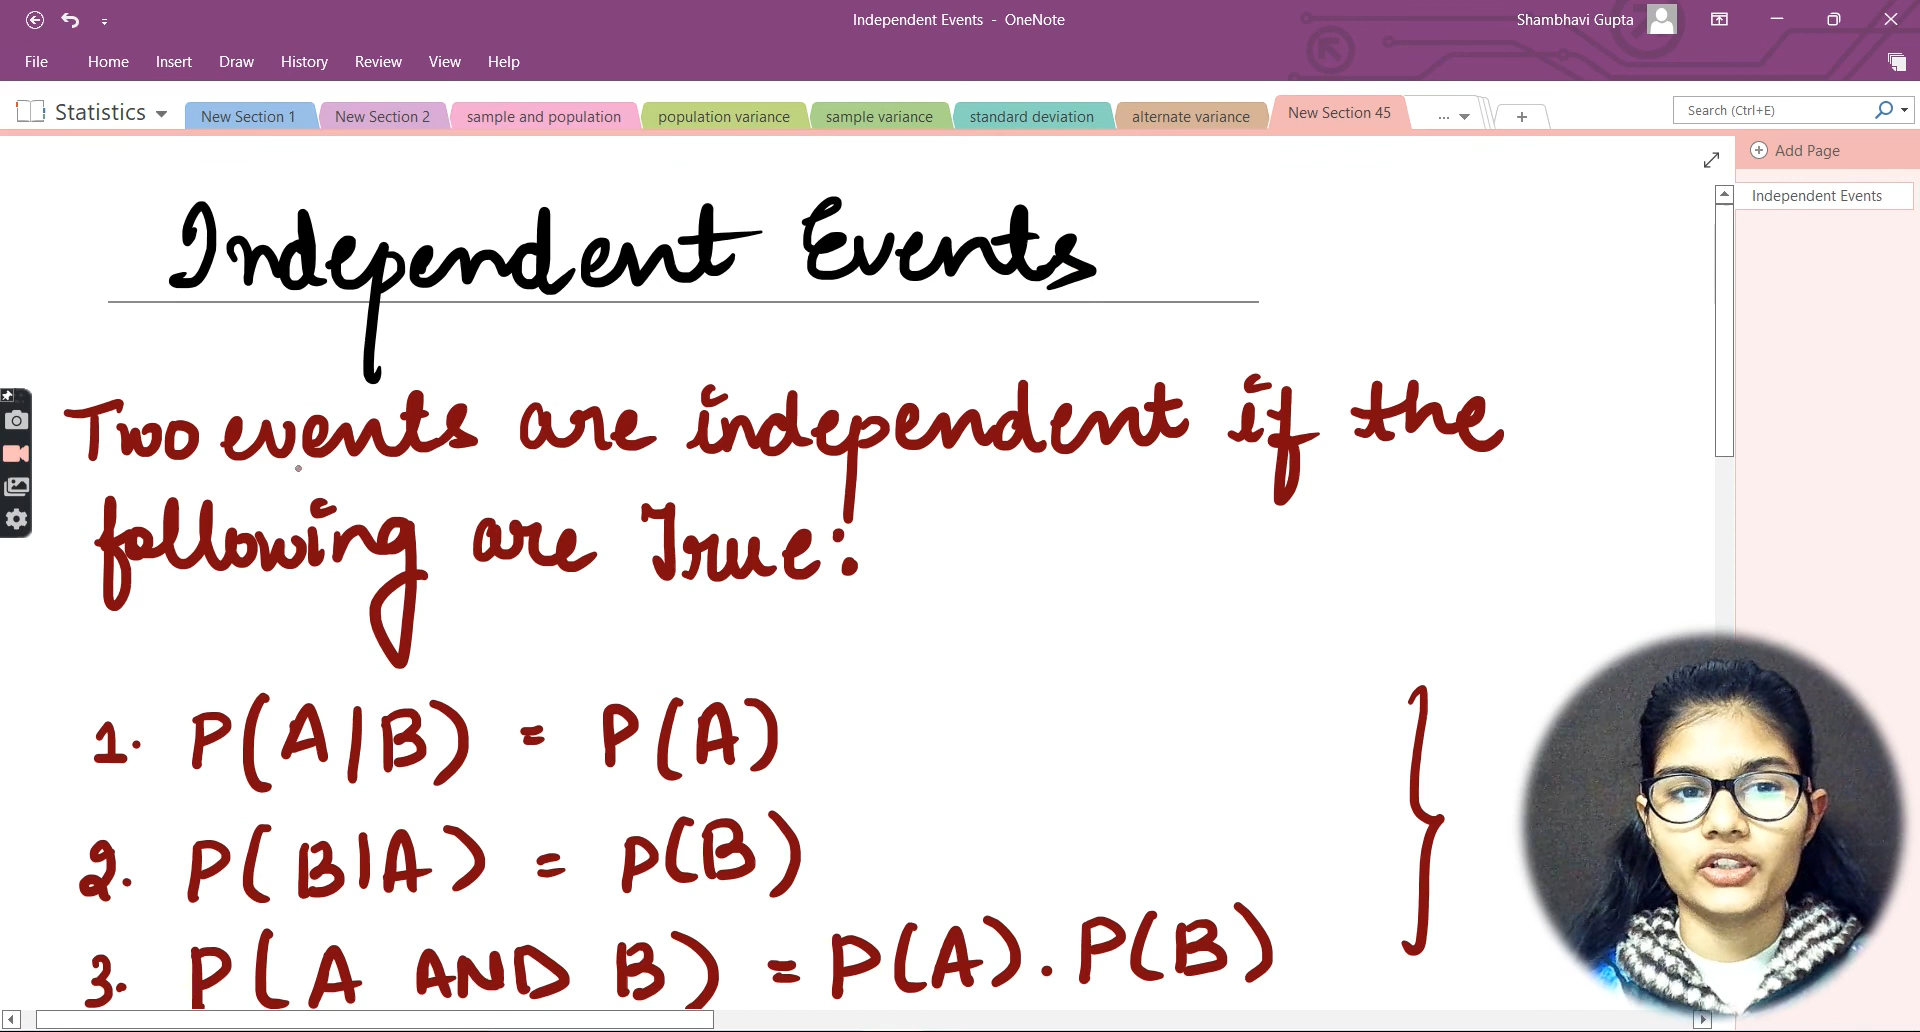 Independent Events - OneNote
Shambhavi Gupta
File Home Insert Draw History Review View Help
Statistics
New Section 1 New Section 2 sample and population population variance sample variance standard deviation alternate variance New Section 45 ... +
Search (Ctrl+E)
Add Page
Independent Events
Independent Events
Two events are independent if the
following are True:
1. P(A|B) = P(A)
2. P(B|A) = P(B)
3. P(A AND B) = P(A). P(B)